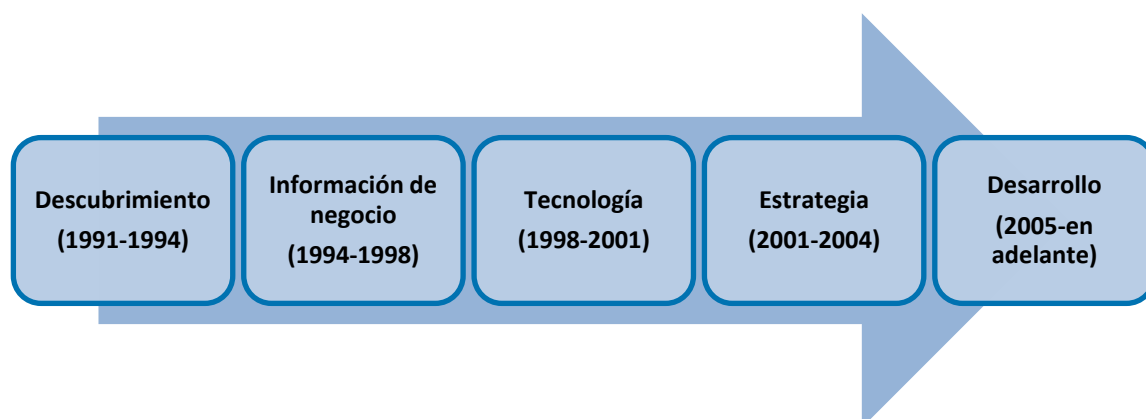 Descubrimiento
(1991-1994)
Información de
negocio
(1994-1998)
Tecnología
(1998-2001)
Estrategia
(2001-2004)
Desarrollo
(2005-en
adelante)